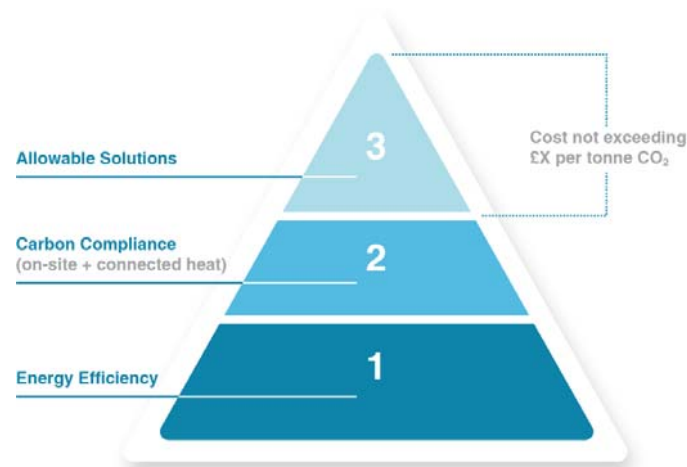 3
Allowable Solutions
Cost not exceeding
£X per tonne CO₂
Carbon Compliance
(on-site + connected heat)
2
Energy Efficiency
1